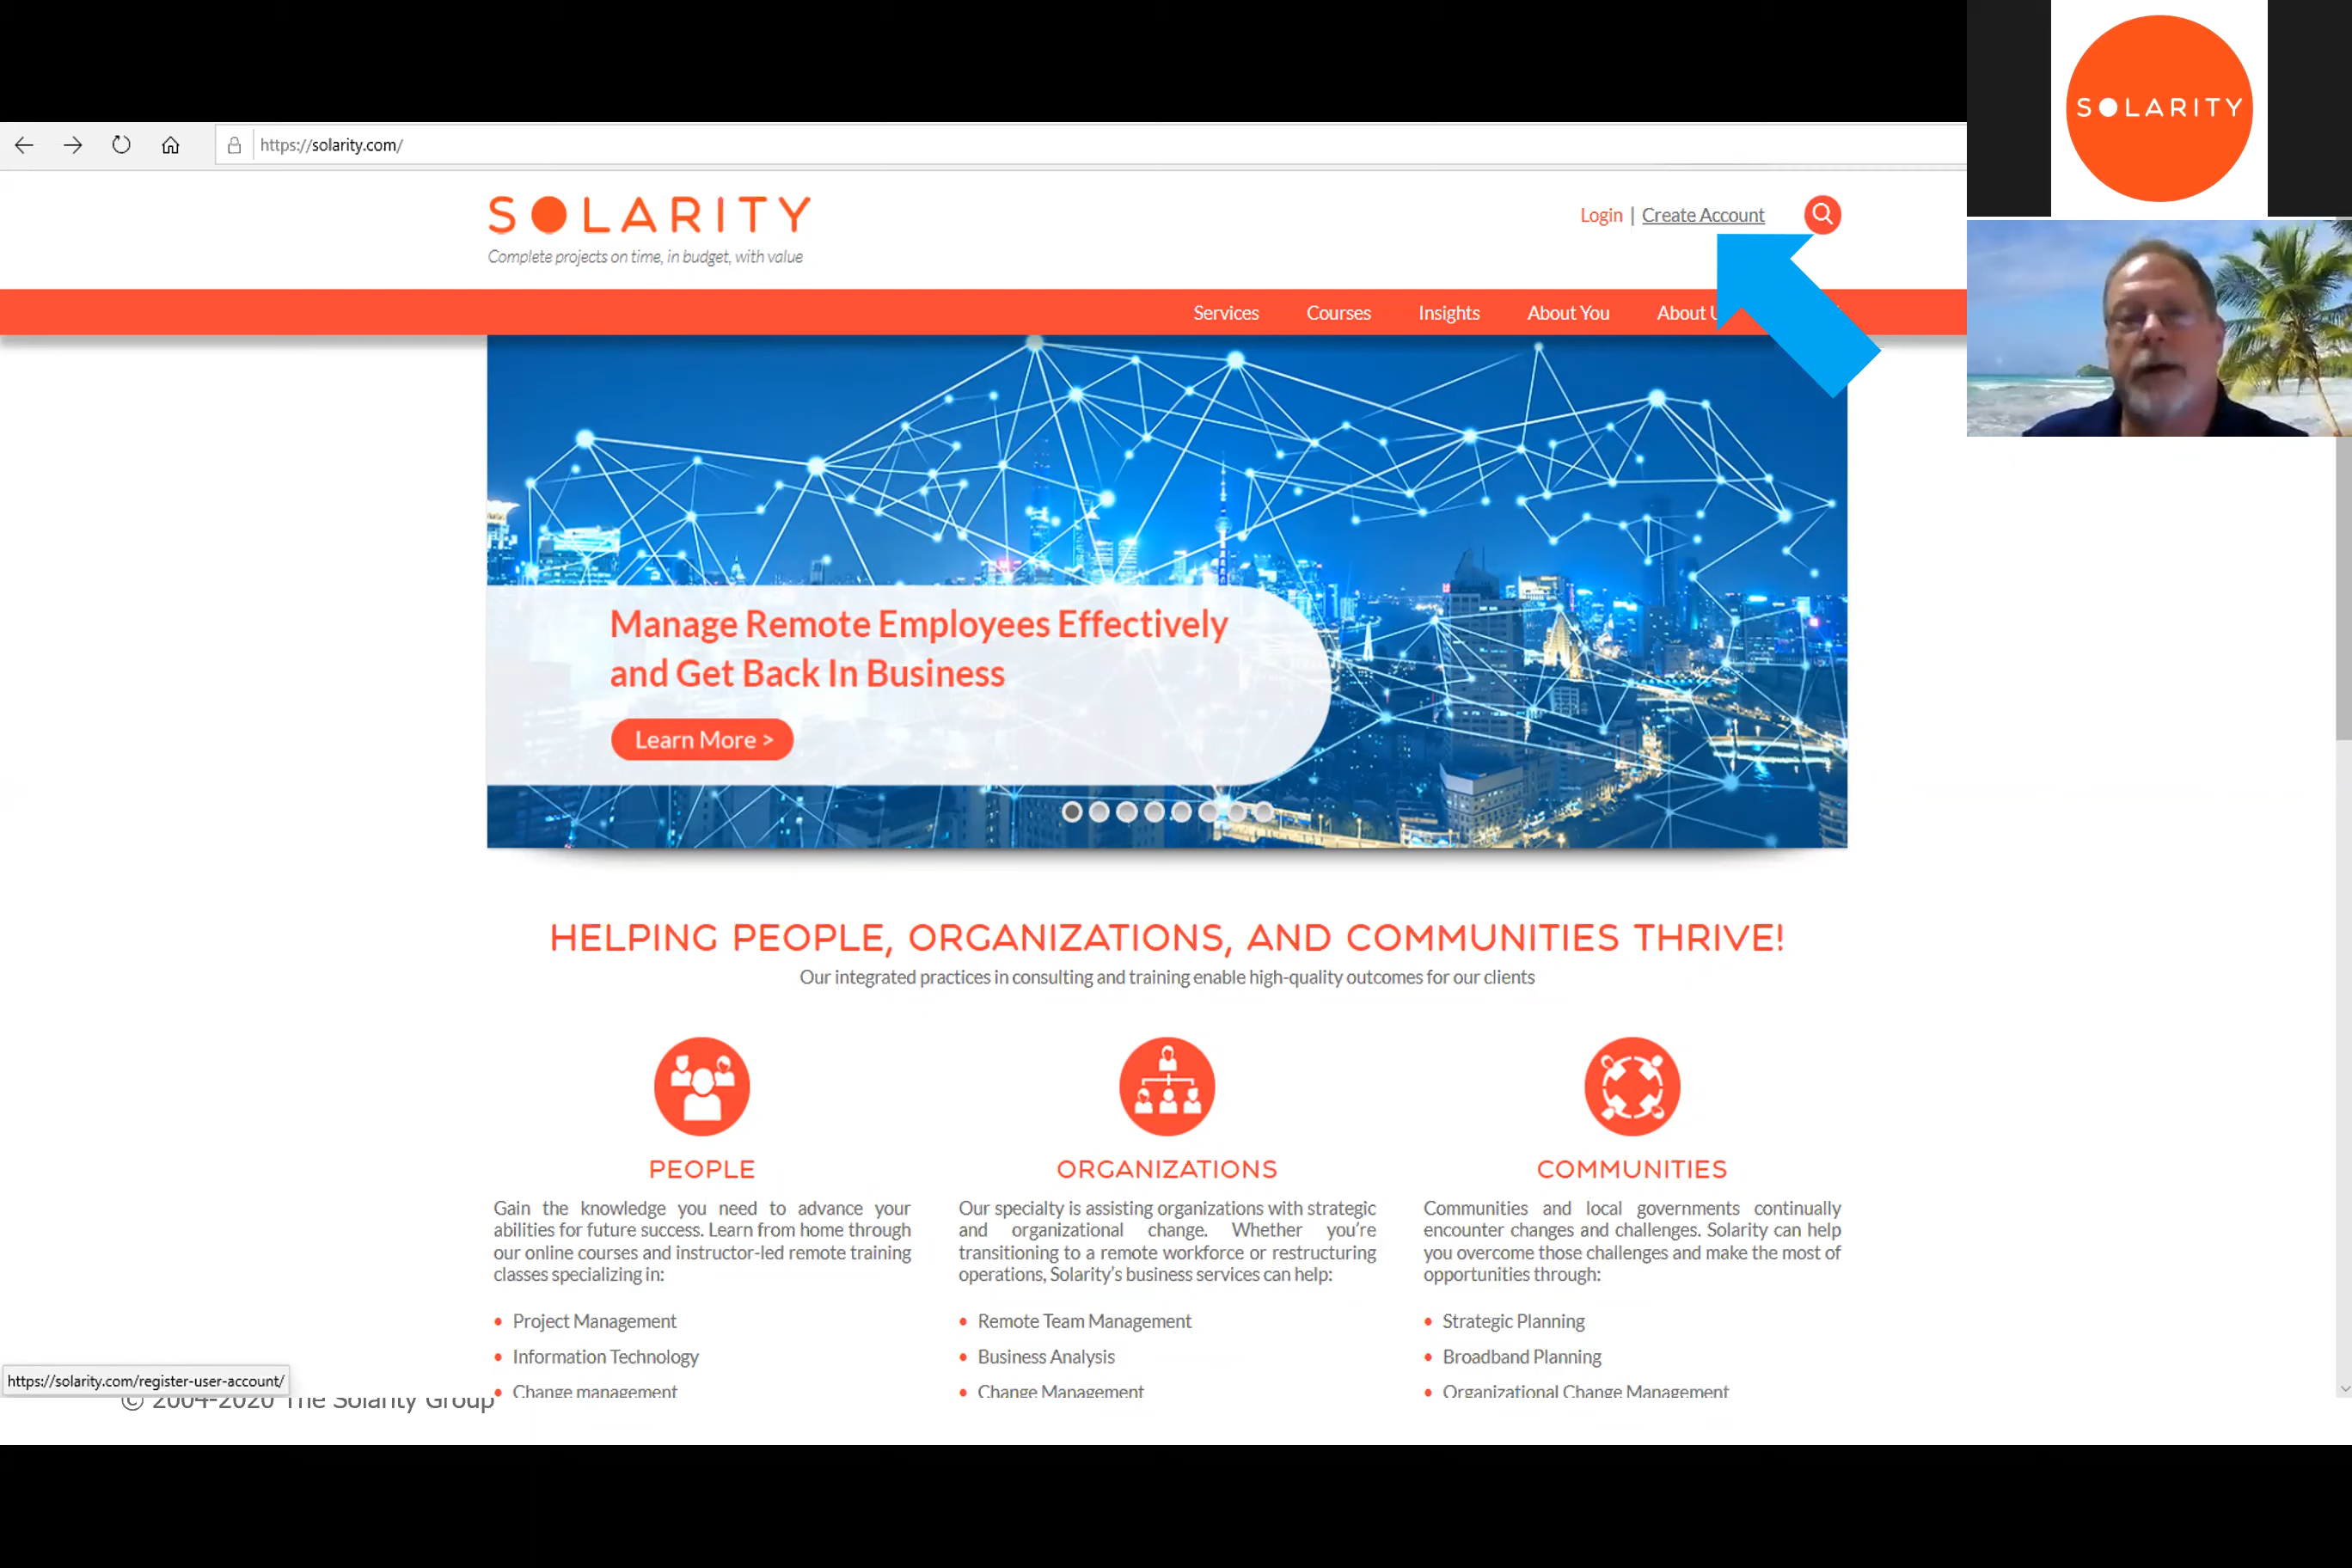 https://solarity.com/
SOLARITY
SOLARITY
Complete projects on time, in budget, with value
Login | Create Account
Services Courses Insights About You About
Manage Remote Employees Effectively
and Get Back In Business
Learn More >
HELPING PEOPLE, ORGANIZATIONS, AND COMMUNITIES THRIVE!
Our integrated practices in consulting and training enable high-quality outcomes for our clients
PEOPLE
Gain the knowledge you need to advance your
abilities for future success. Learn from home through
our online courses and instructor-led remote training
classes specializing in:
• Project Management
• Information Technology
• Change management
ORGANIZATIONS
Our specialty is assisting organizations with strategic
and organizational change. Whether you're
transitioning to a remote workforce or restructuring
operations, Solarity's business services can help:
• Remote Team Management
• Business Analysis
• Change Management
COMMUNITIES
Communities and local governments continually
encounter changes and challenges. Solarity can help
you overcome those challenges and make the most of
opportunities through:
• Strategic Planning
• Broadband Planning
• Organizational Change Management
https://solarity.com/register-user-account/
© 2004-2020 The Solarity Group